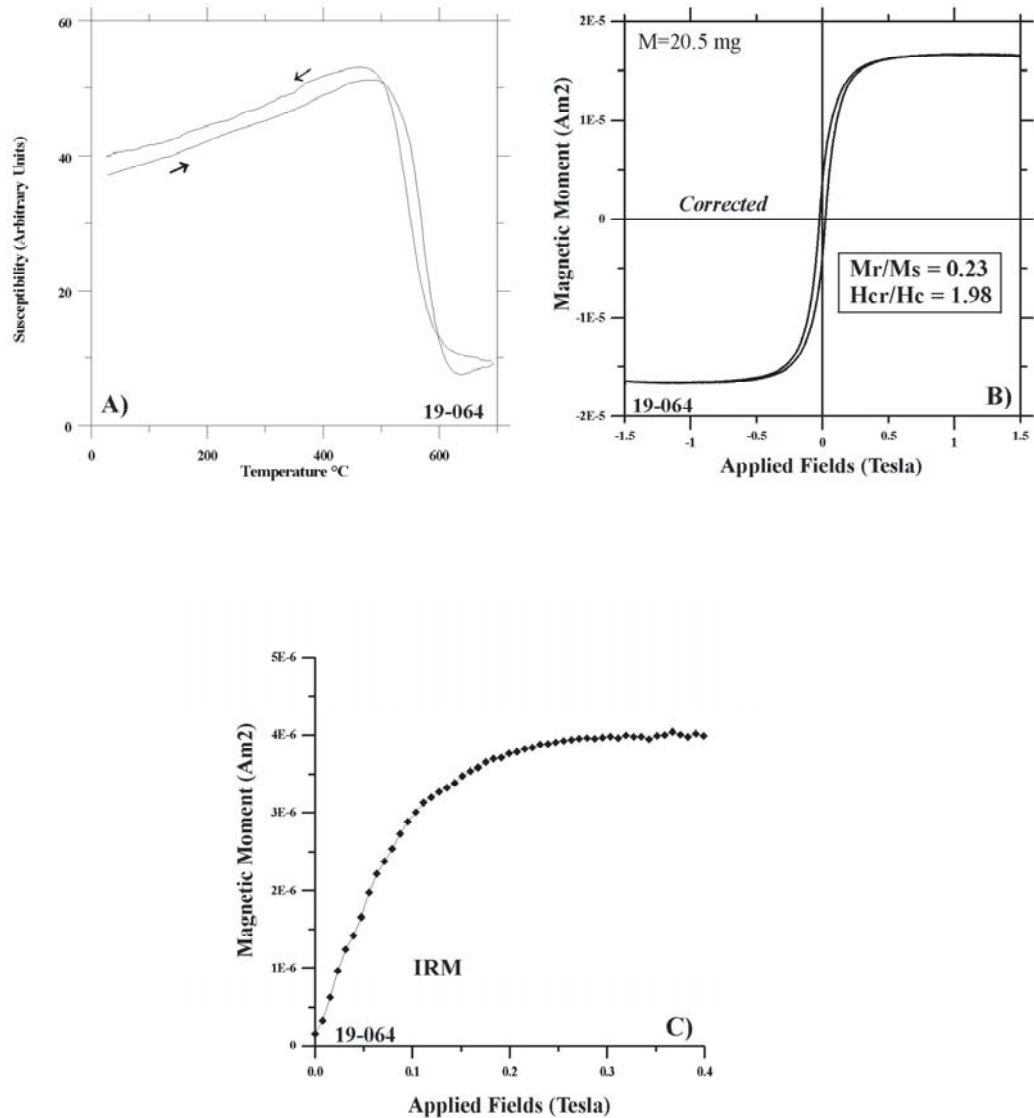 60
40
20
0
Susceptibility (Arbitrary Units)
A)
19-064
0
200
400
600
Temperature °C
2E-5
1E-5
0
-1E-5
-2E-5
Magnetic Moment (Am2)
M=20.5 mg
Corrected
Mr/Ms = 0.23
Hcr/Hc = 1.98
B)
19-064
-1.5
-1
-0.5
0
0.5
1
1.5
Applied Fields (Tesla)
5E-6
4E-6
3E-6
2E-6
1E-6
0
Magnetic Moment (Am2)
IRM
19-064
C)
0.0
0.1
0.2
0.3
0.4
Applied Fields (Tesla)